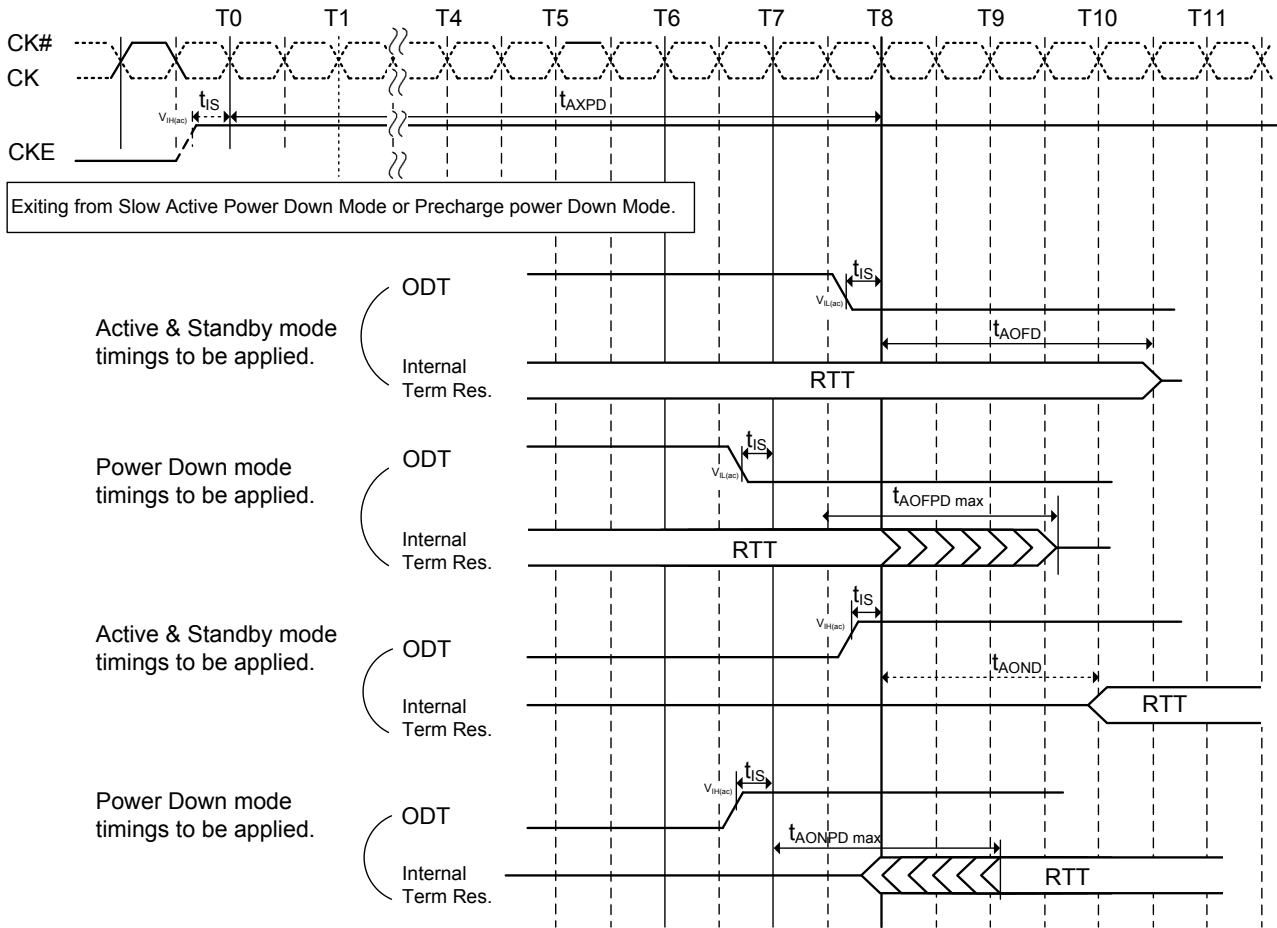 T0 T1 T4 T5 T6 T7 T8 T9 T10 T11
CK#
CK
tIS tAXPD
VIH(ac)
CKE
Exiting from Slow Active Power Down Mode or Precharge power Down Mode.
ODT
tIS
VIL(ac)
Active & Standby mode
timings to be applied.
tAOFD
Internal
Term Res.
RTT
ODT
tIS
VIL(ac)
Power Down mode
timings to be applied.
tAOFPD max
Internal
Term Res.
RTT
tIS
VIH(ac)
Active & Standby mode
timings to be applied.
ODT
tAOND
Internal
Term Res.
RTT
tIS
VIH(ac)
Power Down mode
timings to be applied.
ODT
tAONPD max
Internal
Term Res.
RTT